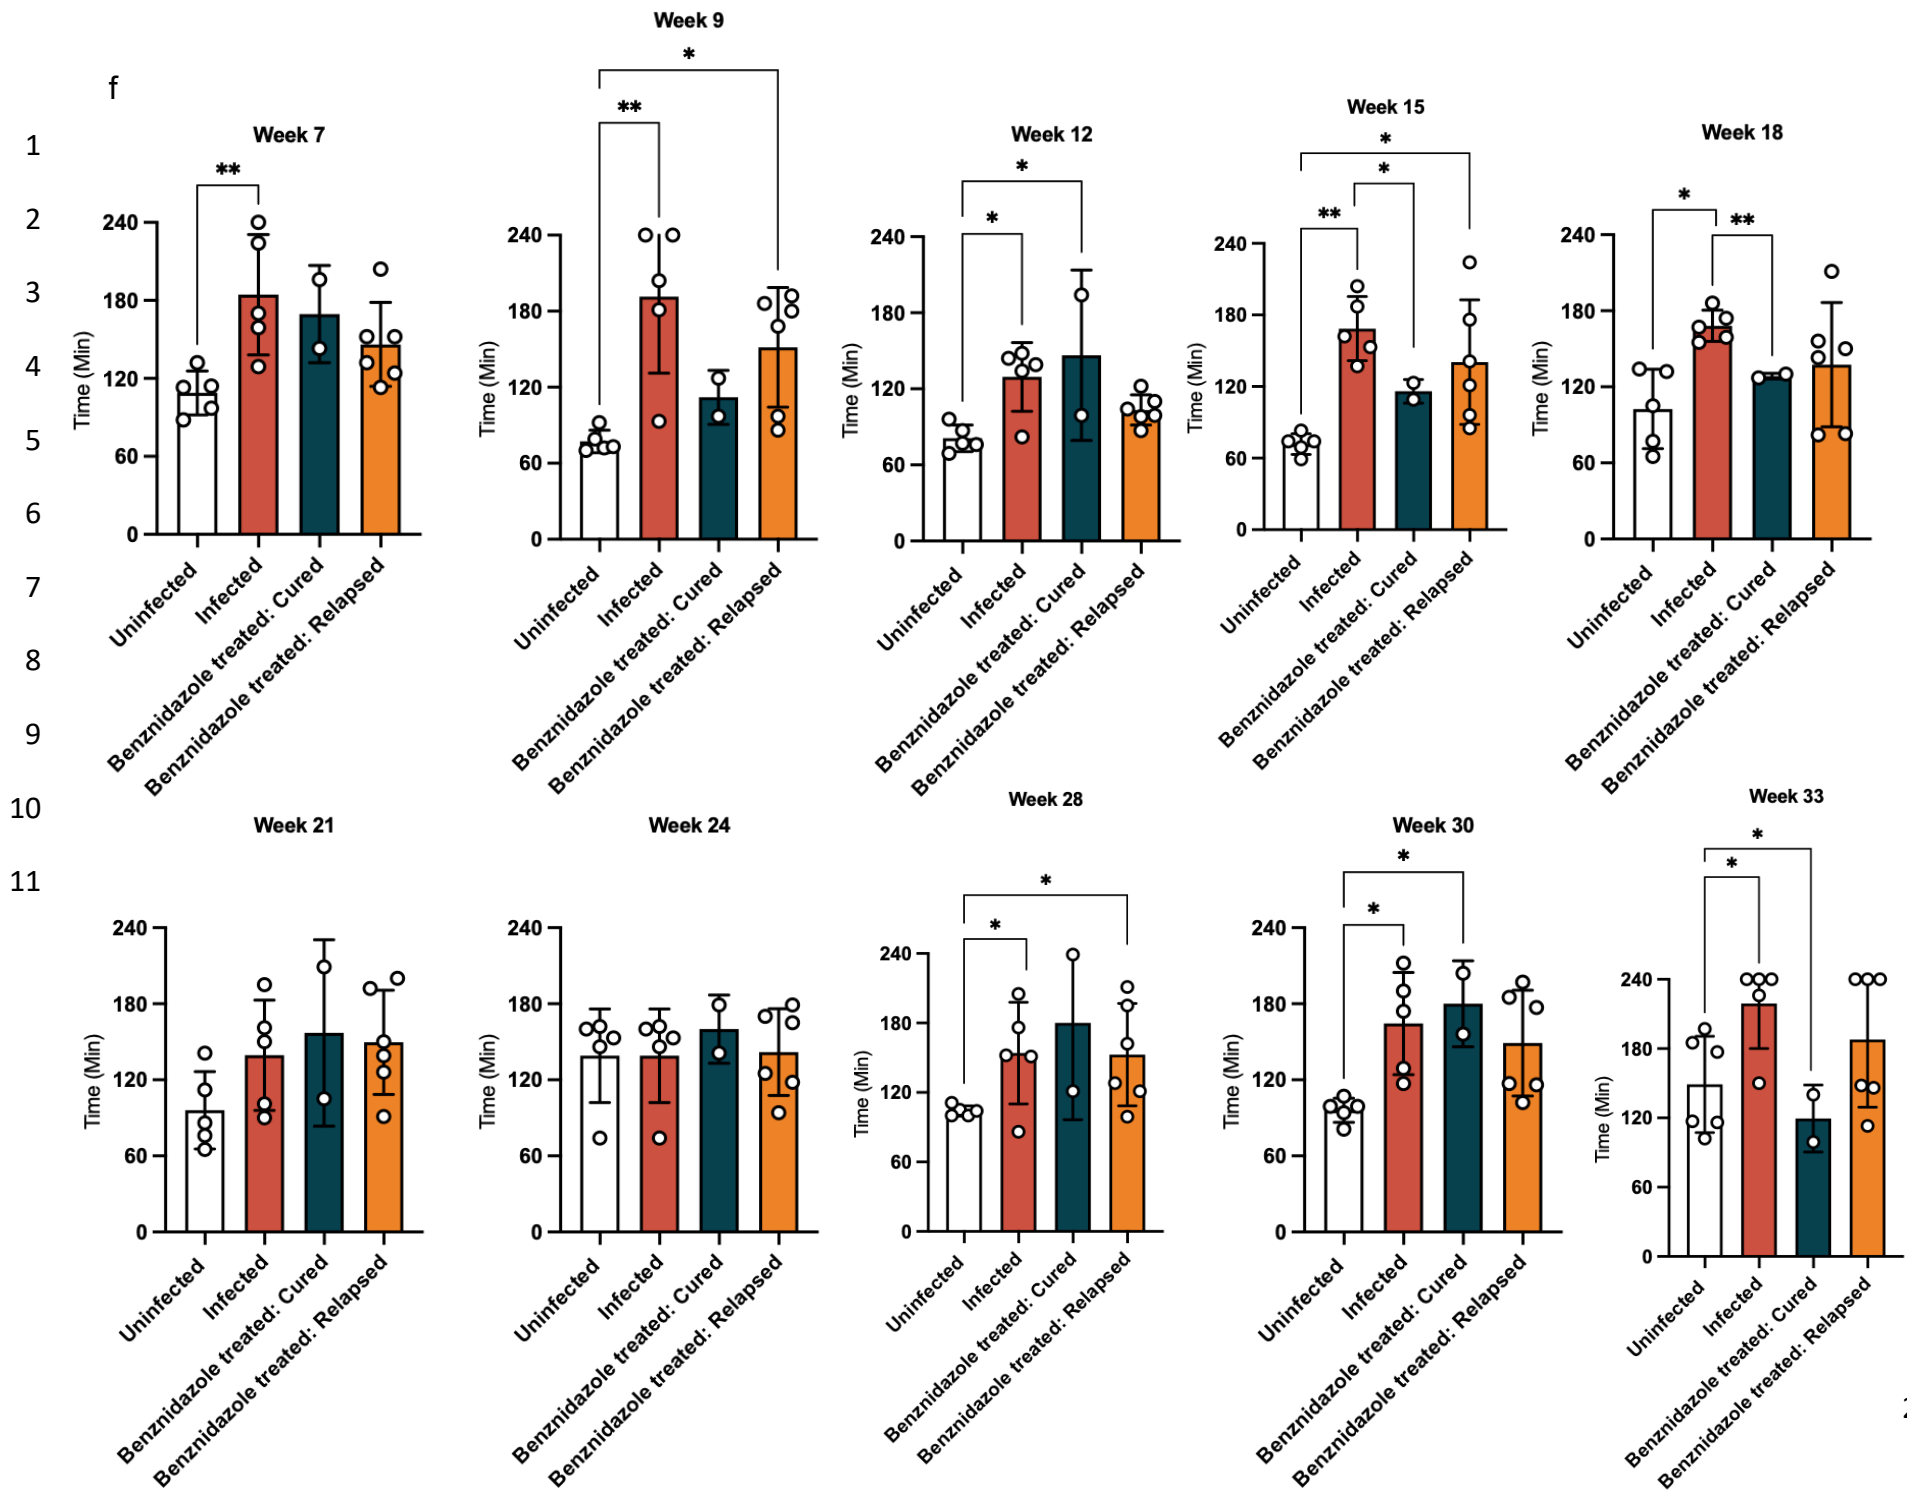 f
1
2
3
4
5
6
7
8
9
10
11
Week 7
**
Time (Min)
240
180
120
60
0
Uninfected
Infected
Benznidazole treated: Cured
Benznidazole treated: Relapsed
Week 9
*
**
Time (Min)
240
180
120
60
0
Uninfected
Infected
Benznidazole treated: Cured
Benznidazole treated: Relapsed
Week 12
*
*
Time (Min)
240
180
120
60
0
Uninfected
Infected
Benznidazole treated: Cured
Benznidazole treated: Relapsed
Week 15
*
*
**
Time (Min)
240
180
120
60
0
Uninfected
Infected
Benznidazole treated: Cured
Benznidazole treated: Relapsed
Week 18
*
**
Time (Min)
240
180
120
60
0
Uninfected
Infected
Benznidazole treated: Cured
Benznidazole treated: Relapsed
Week 21
Time (Min)
240
180
120
60
0
Uninfected
Infected
Benznidazole treated: Cured
Benznidazole treated: Relapsed
Week 24
Time (Min)
240
180
120
60
0
Uninfected
Infected
Benznidazole treated: Cured
Benznidazole treated: Relapsed
Week 28
*
*
Time (Min)
240
180
120
60
0
Uninfected
Infected
Benznidazole treated: Cured
Benznidazole treated: Relapsed
Week 30
*
*
Time (Min)
240
180
120
60
0
Uninfected
Infected
Benznidazole treated: Cured
Benznidazole treated: Relapsed
Week 33
*
*
Time (Min)
240
180
120
60
0
Uninfected
Infected
Benznidazole treated: Cured
Benznidazole treated: Relapsed